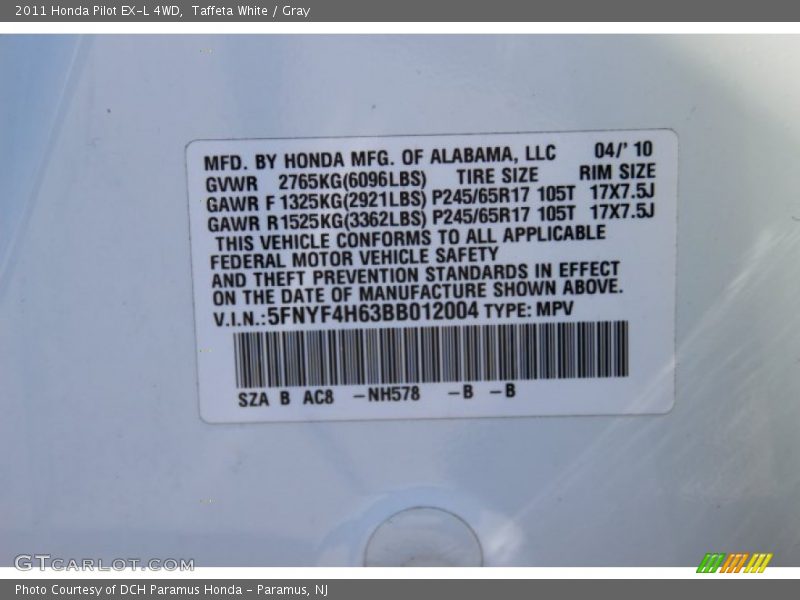 2011 Honda Pilot EX-L 4WD,  Taffeta White / Gray
MFD. BY HONDA MFG. OF ALABAMA, LLC 04/' 10
GVWR 2765KG(6096LBS) TIRE SIZE RIM SIZE
GAWR F 1325KG(2921LBS) P245/65R17 105T 17X7.5J
GAWR R1525KG(3362LBS) P245/65R17 105T 17X7.5J
THIS VEHICLE CONFORMS TO ALL APPLICABLE
FEDERAL MOTOR VEHICLE SAFETY
AND THEFT PREVENTION STANDARDS IN EFFECT
ON THE DATE OF MANUFACTURE SHOWN ABOVE.
V.I.N.:5FNYF4H63BB012004 TYPE: MPV
SZA B AC8 -NH578 -B -B
GTCARLOT.COM
Photo Courtesy of DCH Paramus Honda - Paramus, NJ